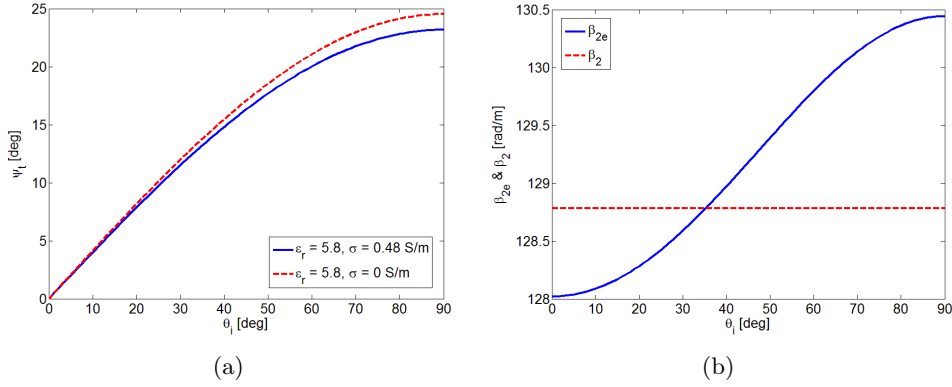 25
20
15
10
5
0
ψt [deg]
εr = 5.8, σ = 0.48 S/m
εr = 5.8, σ = 0 S/m
0 10 20 30 40 50 60 70 80 90
θi [deg]
(a)
130.5
130
129.5
129
128.5
128
β2e & β2 [rad/m]
β2e
β2
0 10 20 30 40 50 60 70 80 90
θi [deg]
(b)